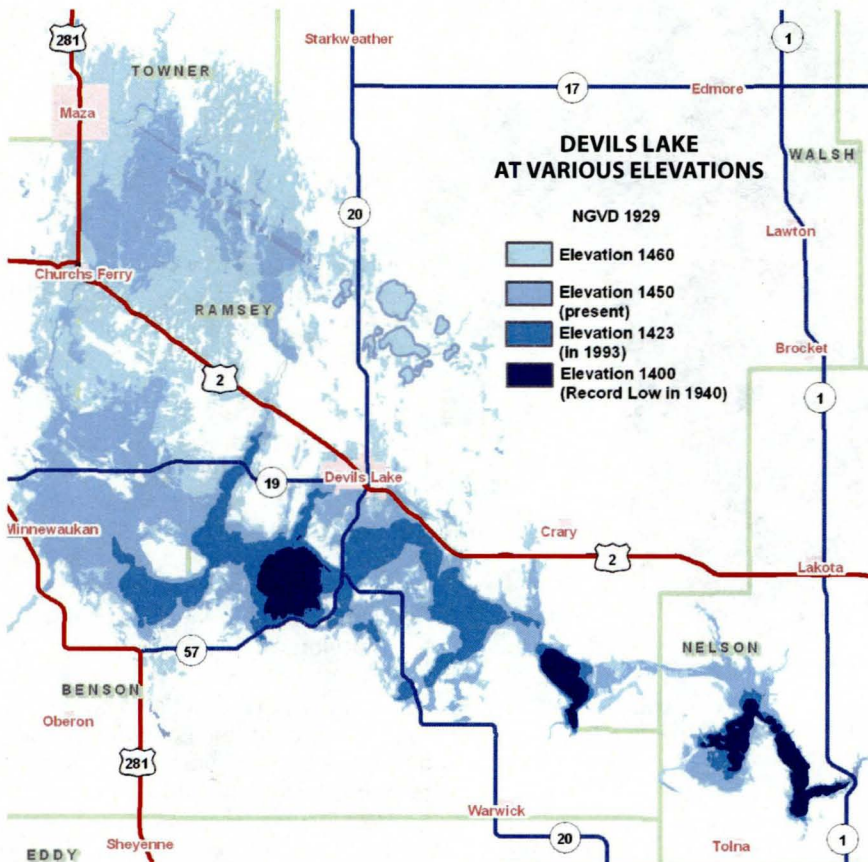 281
Starkweather
1
TOWNER
17
Edmore
Maza
DEVILS LAKE
AT VARIOUS ELEVATIONS
WALSH
20
NGVD 1929
Lawton
Elevation 1460
Churchs Ferry
Elevation 1450
(present)
RAMSEY
Elevation 1423
(in 1993)
Brocket
2
Elevation 1400
(Record Low in 1940)
1
Devils Lake
19
Minnewaukan
Crary
2
Lakota
57
NELSON
BENSON
Oberon
281
Warwick
20
Sheyenne
Tolna
1
EDDY